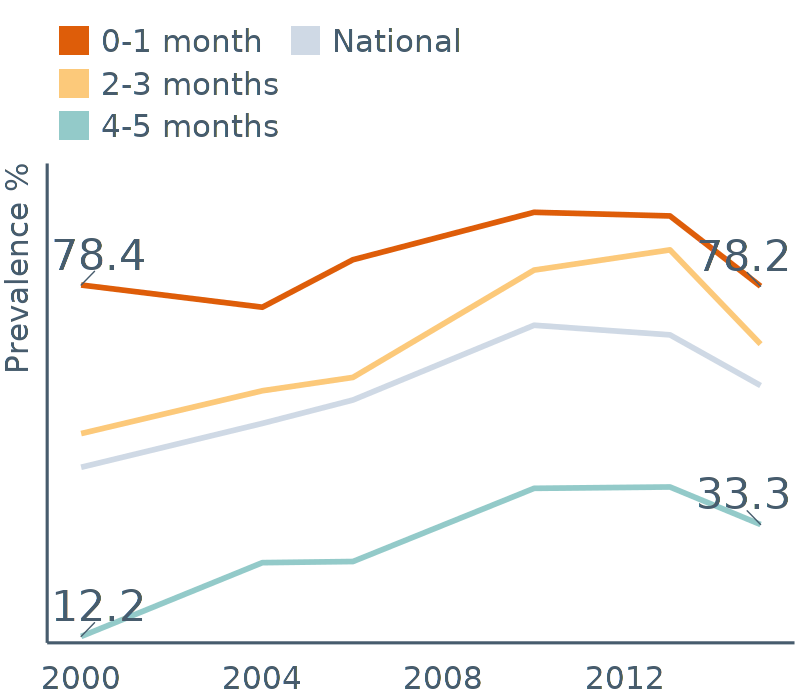 0-1 month
National
2-3 months
4-5 months
Prevalence %
78.4
78.2
33.3
12.2
2000 2004 2008 2012